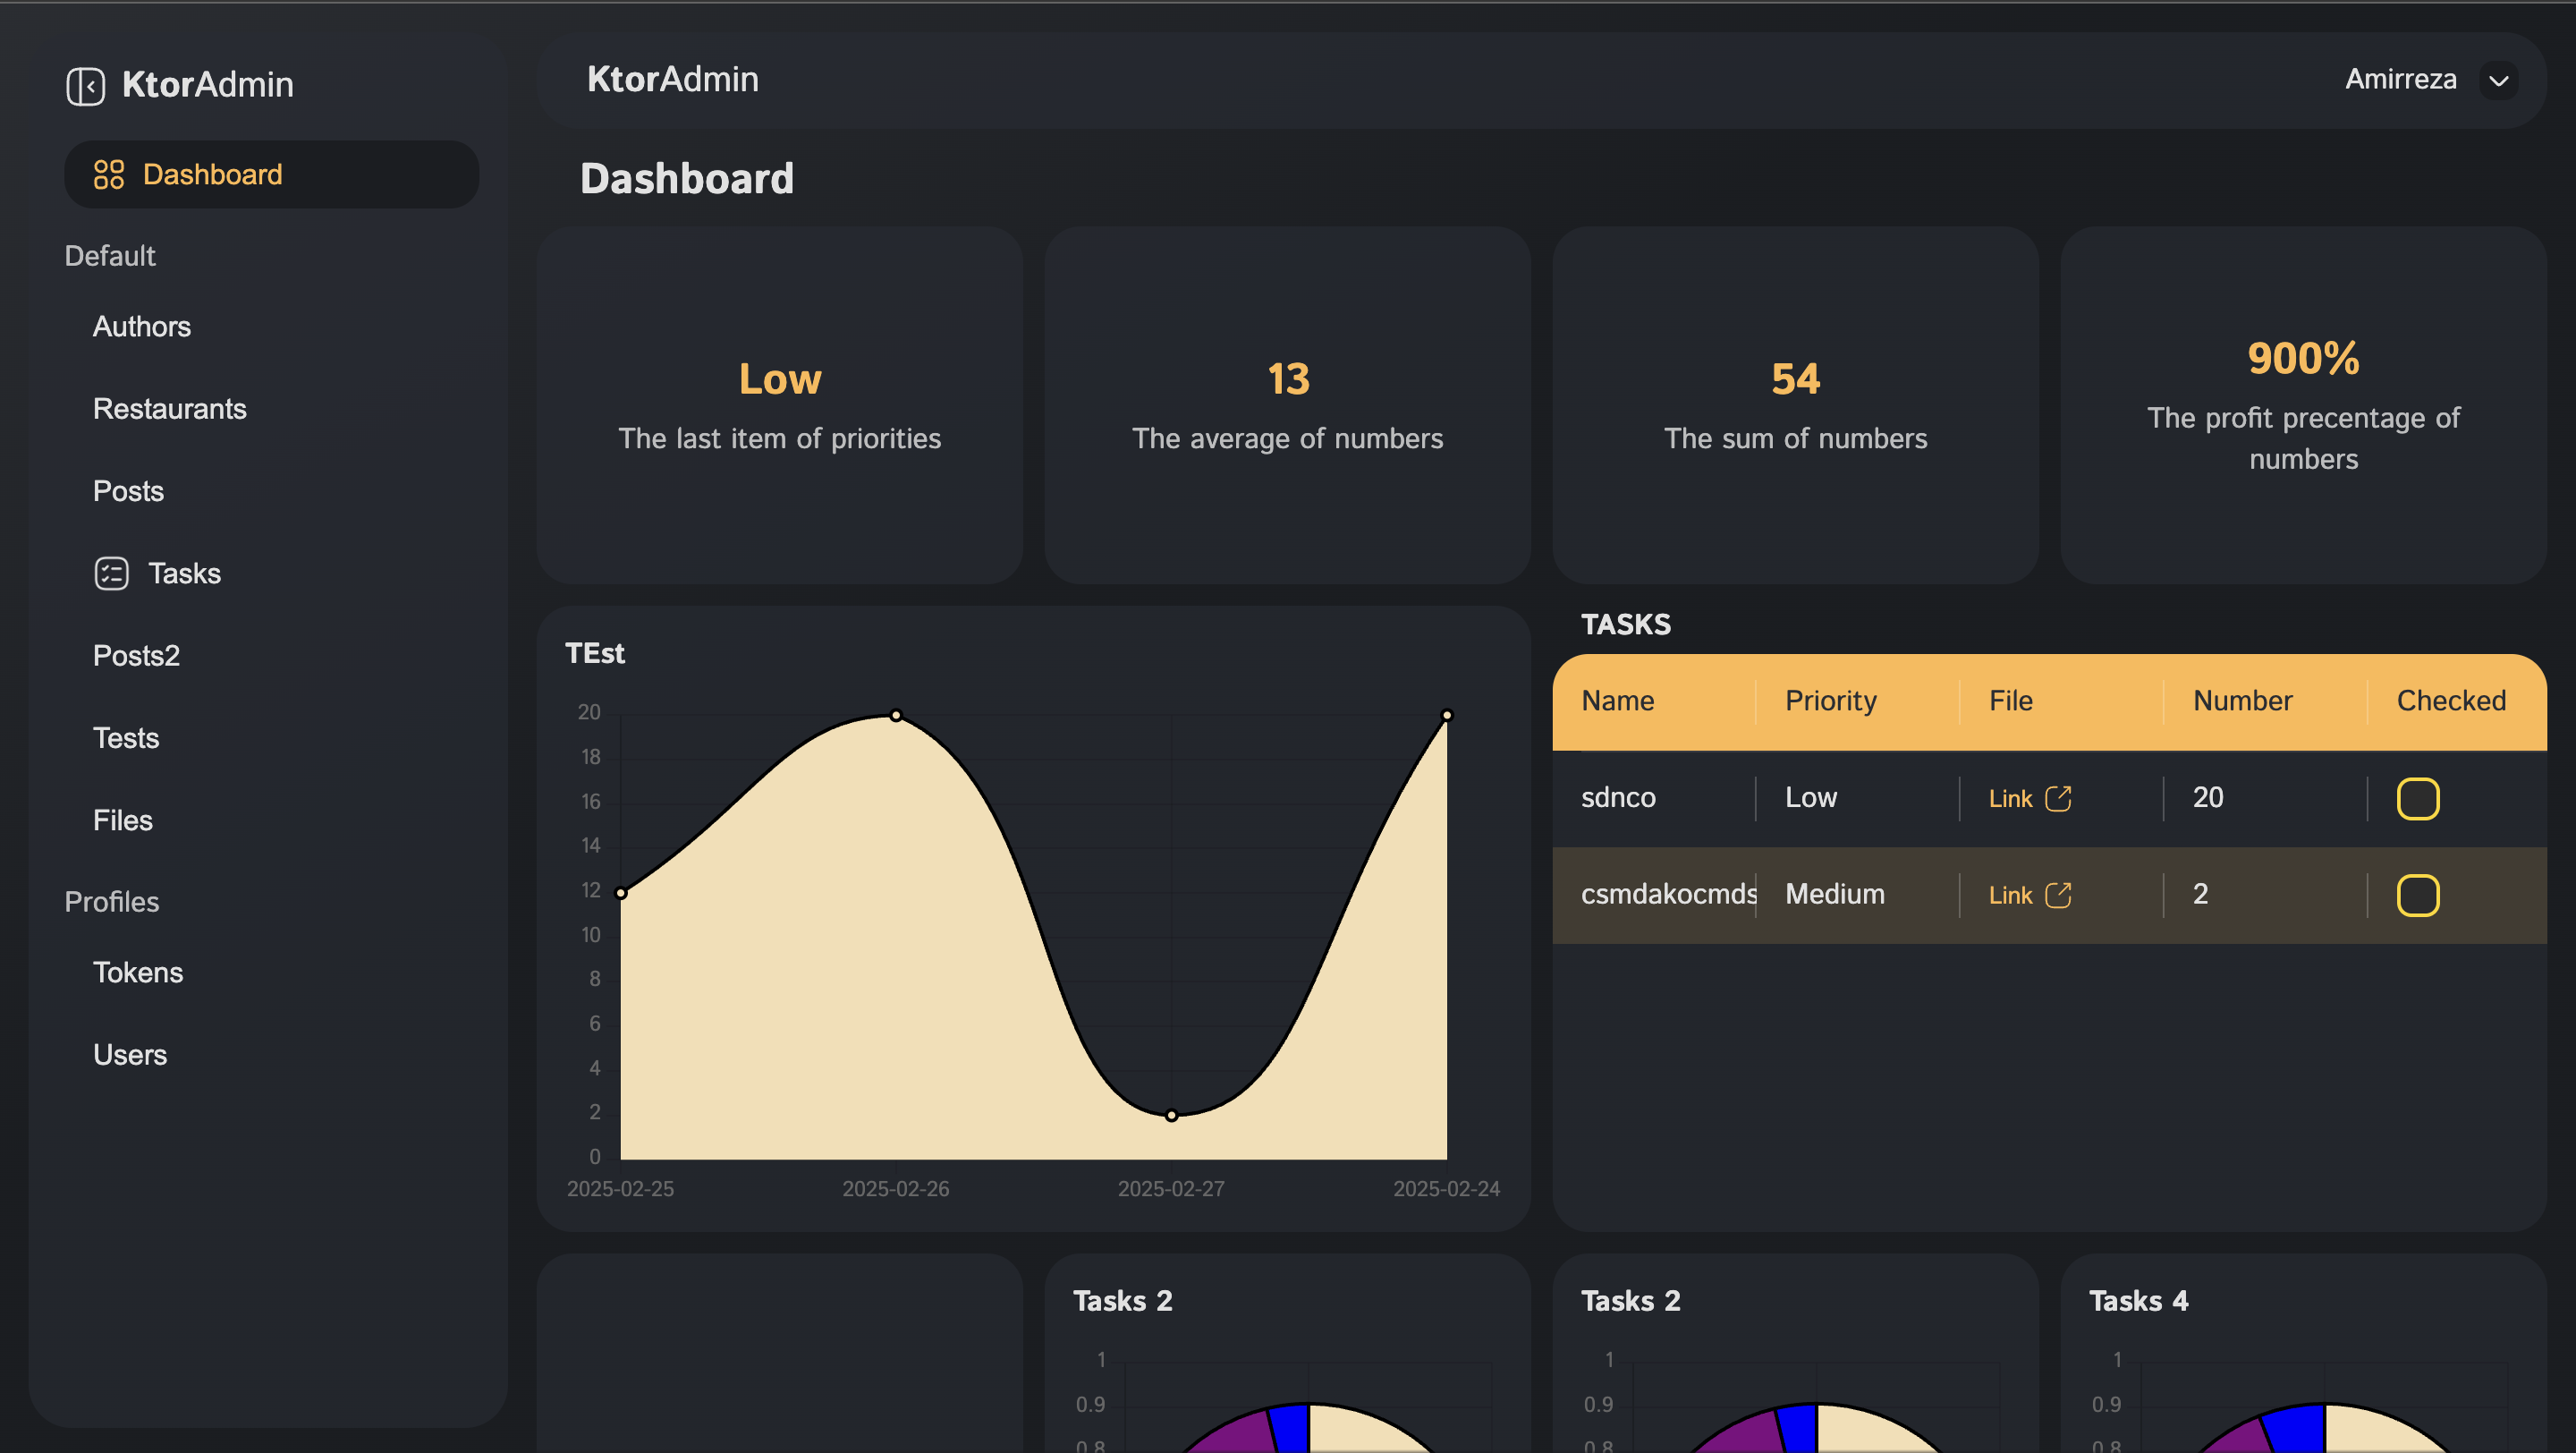 KtorAdmin
Dashboard
Default
Authors
Restaurants
Posts
Tasks
Posts2
Tests
Files
Profiles
Tokens
Users
KtorAdmin
Amirreza
Dashboard
Low
The last item of priorities
13
The average of numbers
54
The sum of numbers
900%
The profit precentage of
numbers
TEst
20
18
16
14
12
10
8
6
4
2
0
2025-02-25 2025-02-26 2025-02-27 2025-02-24
TASKS
Name Priority File Number Checked
sdnco Low Link 20
csmdakocmds Medium Link 2
Tasks 2
1
0.9
0.8
Tasks 2
1
0.9
0.8
Tasks 4
1
0.9
0.8